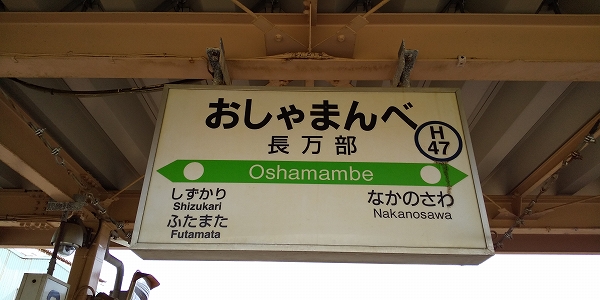 おしゃまんべ
長万部
H
47
Oshamambe
しずかり
Shizukari
ふたまた
Futamata
なかのさわ
Nakanosawa